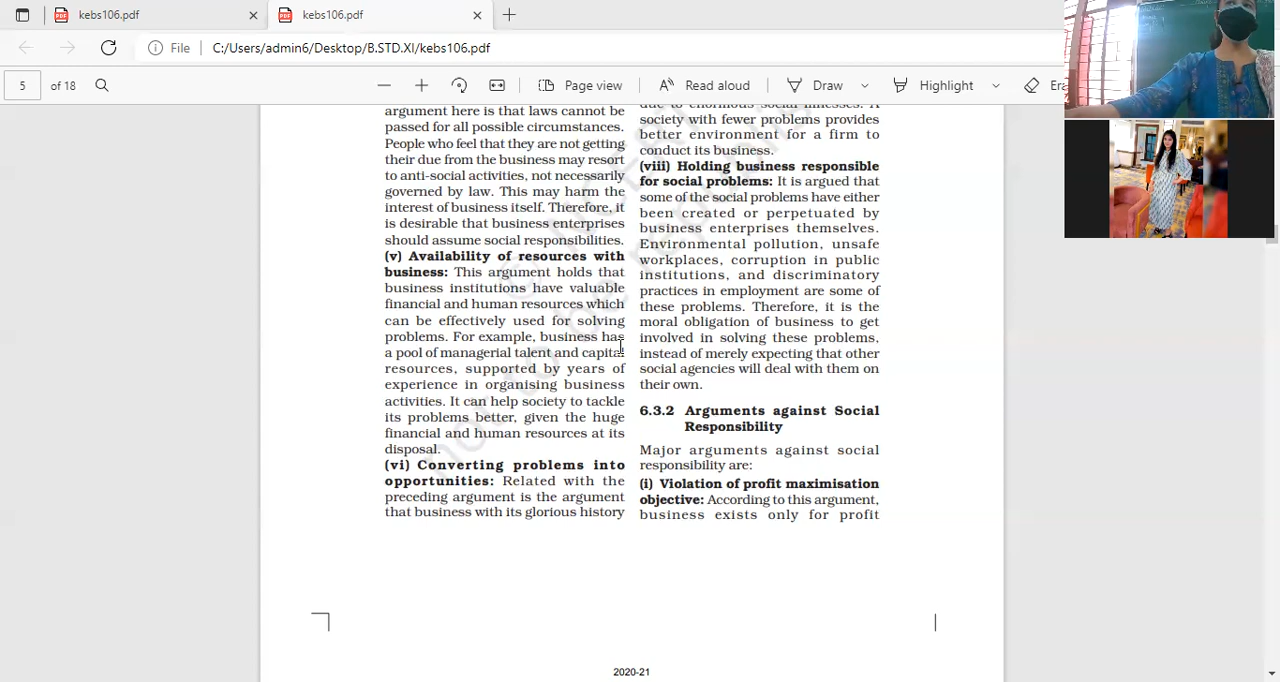 kebs106.pdf
kebs106.pdf
File
C:/Users/admin6/Desktop/B.STD.XI/kebs106.pdf
5 of 18
Page view
Read aloud
Draw
Highlight
argument here is that laws cannot be
passed for all possible circumstances.
People who feel that they are not getting
their due from the business may resort
to anti-social activities, not necessarily
governed by law. This may harm the
interest of business itself. Therefore, it
is desirable that business enterprises
should assume social responsibilities.
(v) Availability of resources with
business: This argument holds that
business institutions have valuable
financial and human resources which
can be effectively used for solving
problems. For example, business has
a pool of managerial talent and capital
resources, supported by years of
experience in organising business
activities. It can help society to tackle
its problems better, given the huge
financial and human resources at its
disposal.
(vi) Converting problems into
opportunities: Related with the
preceding argument is the argument
that business with its glorious history
due to enormous social illnesses. A
society with fewer problems provides
better environment for a firm to
conduct its business.
(viii) Holding business responsible
for social problems: It is argued that
some of the social problems have either
been created or perpetuated by
business enterprises themselves.
Environmental pollution, unsafe
workplaces, corruption in public
institutions, and discriminatory
practices in employment are some of
these problems. Therefore, it is the
moral obligation of business to get
involved in solving these problems,
instead of merely expecting that other
social agencies will deal with them on
their own.
6.3.2 Arguments against Social
Responsibility
Major arguments against social
responsibility are:
(i) Violation of profit maximisation
objective: According to this argument,
business exists only for profit
2020-21